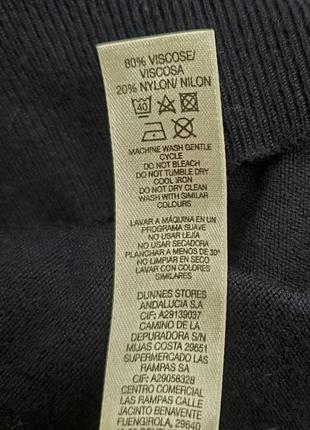 80% VISCOSE/
VISCOSA
20% NYLON/ NILON
40
MACHINE WASH GENTLE
CYCLE
DO NOT BLEACH
DO NOT TUMBLE DRY
COOL IRON
DO NOT DRY CLEAN
WASH WITH SIMILAR
COLOURS
LAVAR A MÁQUINA EN UN
PROGRAMA SUAVE
NO USAR LEJÍA
NO USAR SECADORA
PLANCHAR A MENOS DE 30°
NO LIMPIAR EN SECO
LAVAR CON COLORES
SIMILARES
DUNNES STORES
ANDALUCIA S.A
CIF: A29139037
CAMINO DE LA
DEPURADORA S/N
MIJAS COSTA 29651
SUPERMERCADO LAS
RAMPAS SA
CIF: A29058328
CENTRO COMERCIAL
LAS RAMPAS CALLE
JACINTO BENAVENTE
FUENGIROLA, 29640